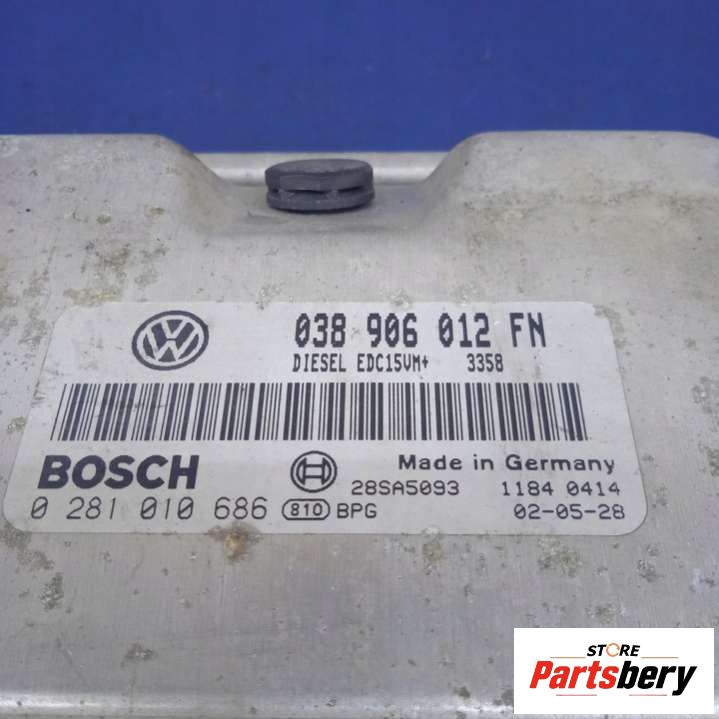 VW
038 906 012 FN
DIESEL EDC15VM+ 3358
BOSCH
Made in Germany
28SA5093 1184 0414
0 281 010 686 810 BPG 02-05-28
STORE
Partsbery